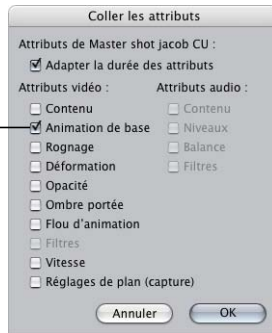 Coller les attributs
Attributs de Master shot jacob CU :
Adapter la durée des attributs
Attributs vidéo : Attributs audio :
Contenu Contenu
Animation de base Niveaux
Rognage Balance
Déformation Filtres
Opacité
Ombre portée
Flou d'animation
Filtres
Vitesse
Réglages de plan (capture)
Annuler OK